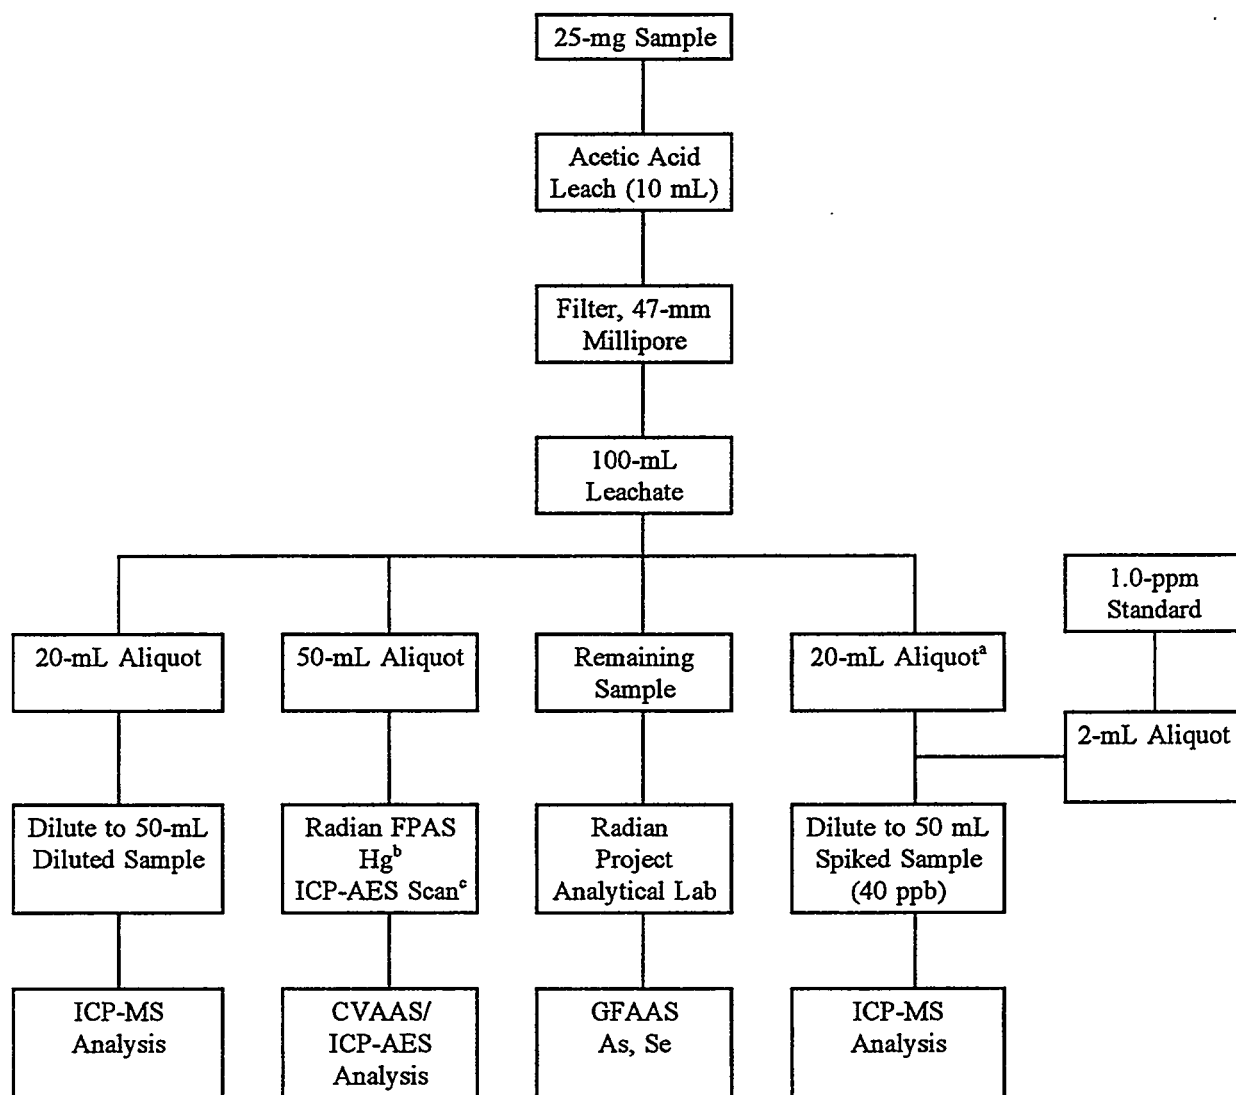 25-mg Sample
Acetic Acid
Leach (10 mL)
Filter, 47-mm
Millipore
100-mL
Leachate
1.0-ppm
Standard
20-mL Aliquot
50-mL Aliquot
Remaining
Sample
20-mL Aliquotᵃ
2-mL Aliquot
Dilute to 50-mL
Diluted Sample
Radian FPAS
Hgᵇ
ICP-AES Scanᶜ
Radian
Project
Analytical Lab
Dilute to 50 mL
Spiked Sample
(40 ppb)
ICP-MS
Analysis
CVAAS/
ICP-AES
Analysis
GFAAS
As, Se
ICP-MS
Analysis